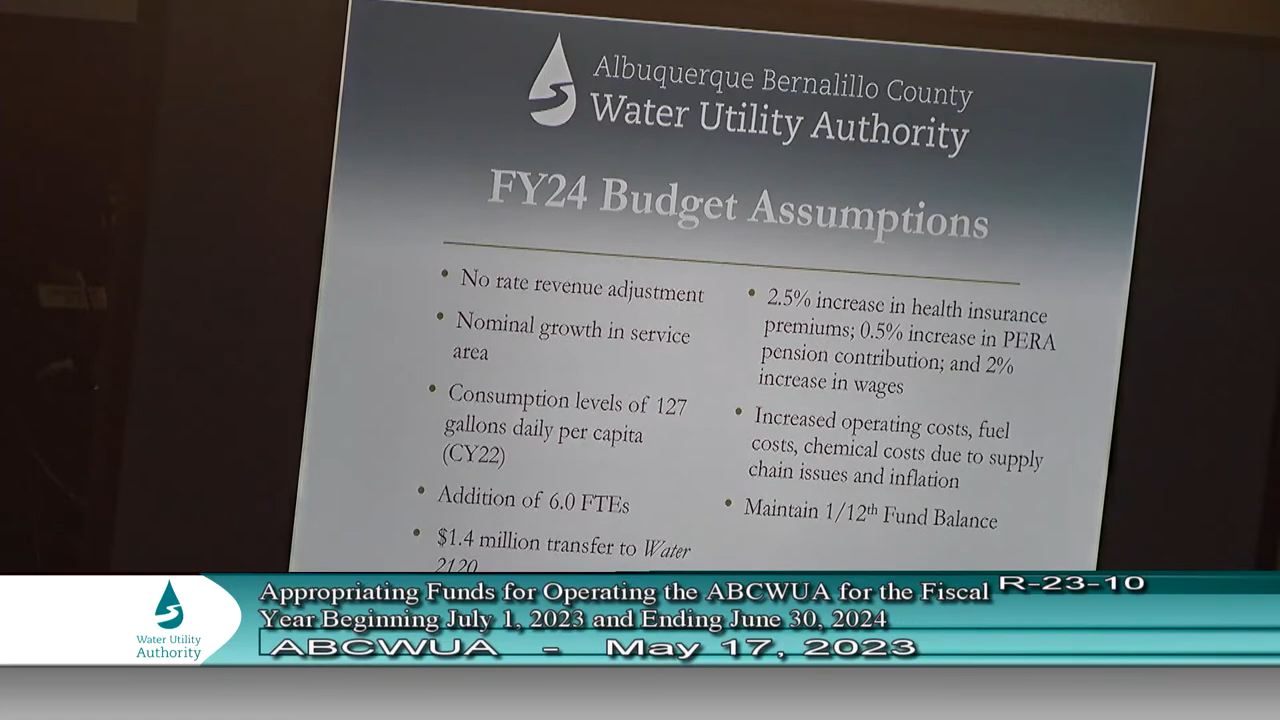 Albuquerque Bernalillo County
Water Utility Authority
FY24 Budget Assumptions
• No rate revenue adjustment
• Nominal growth in service
area
• Consumption levels of 127
gallons daily per capita
(CY22)
• Addition of 6.0 FTEs
• $1.4 million transfer to Water
2120
• 2.5% increase in health insurance
premiums; 0.5% increase in PERA
pension contribution; and 2%
increase in wages
• Increased operating costs, fuel
costs, chemical costs due to supply
chain issues and inflation
• Maintain 1/12th Fund Balance
Water Utility
Authority
Appropriating Funds for Operating the ABCWUA for the Fiscal
Year Beginning July 1, 2023 and Ending June 30, 2024
R-23-10
ABCWUA - May 17, 2023